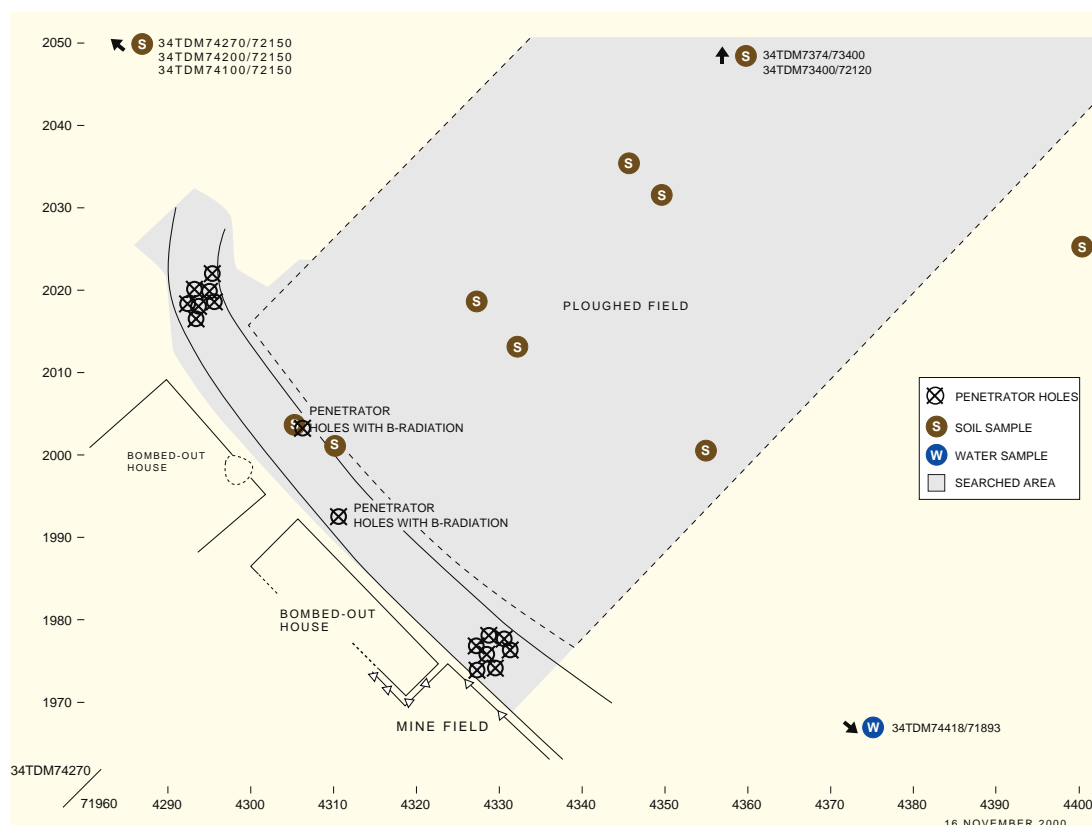 2050
S
34TDM74270/72150
34TDM74200/72150
34TDM74100/72150
S
34TDM7374/73400
34TDM73400/72120
2040
S
S
2030
S
2020
S
PLOUGHED FIELD
S
2010
PENETRATOR HOLES
S
SOIL SAMPLE
W
WATER SAMPLE
SEARCHED AREA
PENETRATOR
S
HOLES WITH B-RADIATION
S
S
2000
BOMBED-OUT
HOUSE
PENETRATOR
HOLES WITH B-RADIATION
1990
BOMBED-OUT
HOUSE
1980
1970
MINE FIELD
W
34TDM74418/71893
34TDM74270
71960
4290
4300
4310
4320
4330
4340
4350
4360
4370
4380
4390
4400
16 NOVEMBER 2000